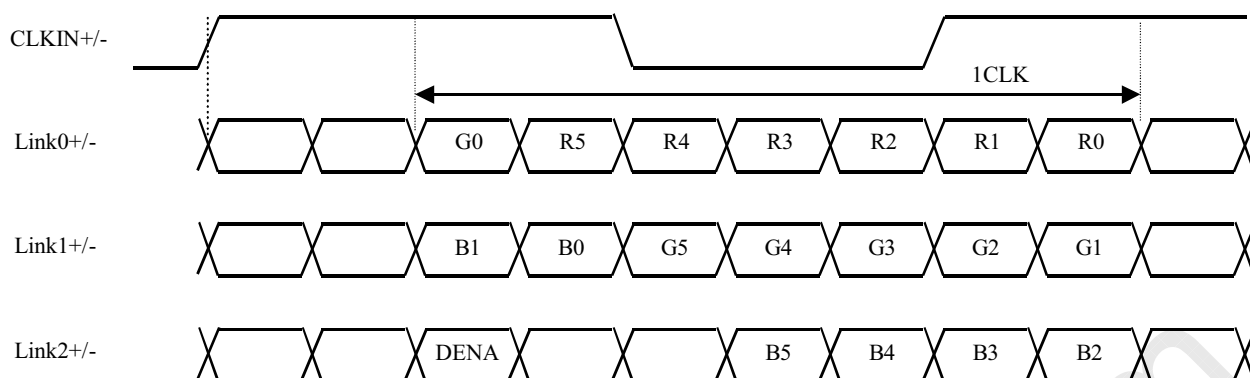 CLKIN+/-
1CLK
Link0+/- G0 R5 R4 R3 R2 R1 R0
Link1+/- B1 B0 G5 G4 G3 G2 G1
Link2+/- DENA B5 B4 B3 B2